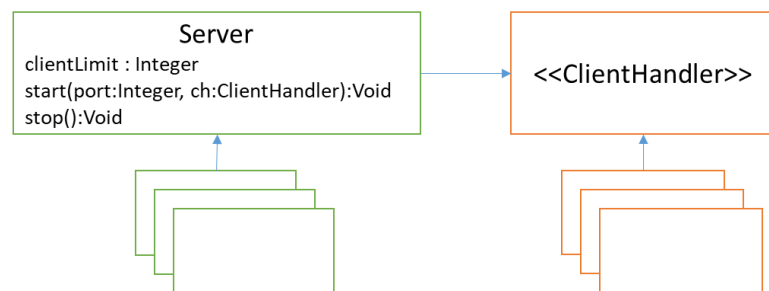 Server
clientLimit : Integer
start(port:Integer, ch:ClientHandler):Void
stop():Void
<<ClientHandler>>